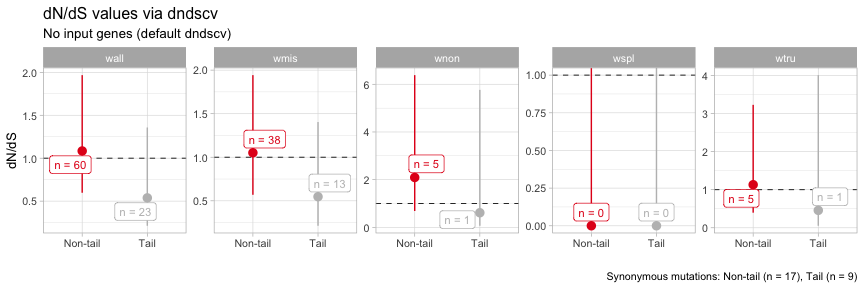 dN/dS values via dndscv
No input genes (default dndscv)
wall
wmis
wnon
wspl
wtru
dN/dS
2.0
1.5
1.0
0.5
n = 60
n = 23
Non-tail
Tail
2.0
1.5
1.0
0.5
n = 38
n = 13
Non-tail
Tail
6
4
2
0
n = 5
n = 1
Non-tail
Tail
1.00
0.75
0.50
0.25
0.00
n = 0
n = 0
Non-tail
Tail
4
3
2
1
0
n = 5
n = 1
Non-tail
Tail
Synonymous mutations: Non-tail (n = 17), Tail (n = 9)